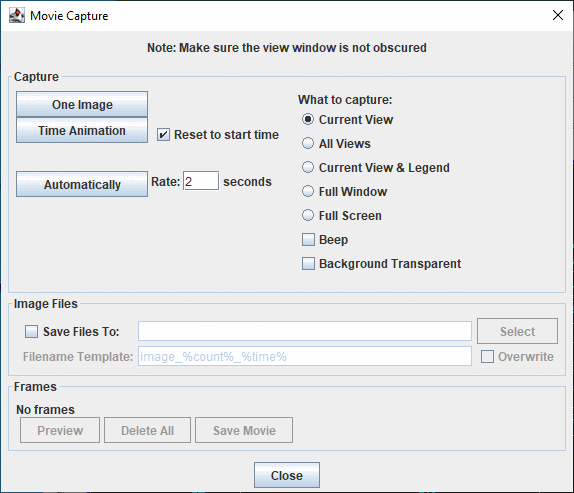 Movie Capture
Note: Make sure the view window is not obscured
Capture
One Image
Time Animation
Reset to start time
Automatically
Rate: 2 seconds
What to capture:
Current View
All Views
Current View & Legend
Full Window
Full Screen
Beep
Background Transparent
Image Files
Save Files To:
Select
Filename Template: image_%count%_%time%
Overwrite
Frames
No frames
Preview
Delete All
Save Movie
Close